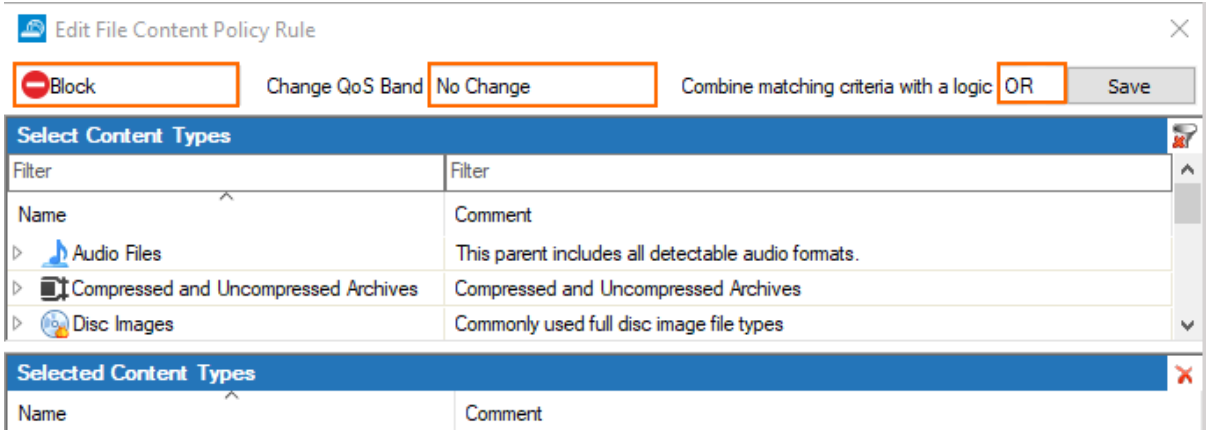 Edit File Content Policy Rule
Block Change QoS Band No Change Combine matching criteria with a logic OR Save
Select Content Types
Filter Filter
Name Comment
Audio Files This parent includes all detectable audio formats.
Compressed and Uncompressed Archives Compressed and Uncompressed Archives
Disc Images Commonly used full disc image file types
Selected Content Types
Name Comment